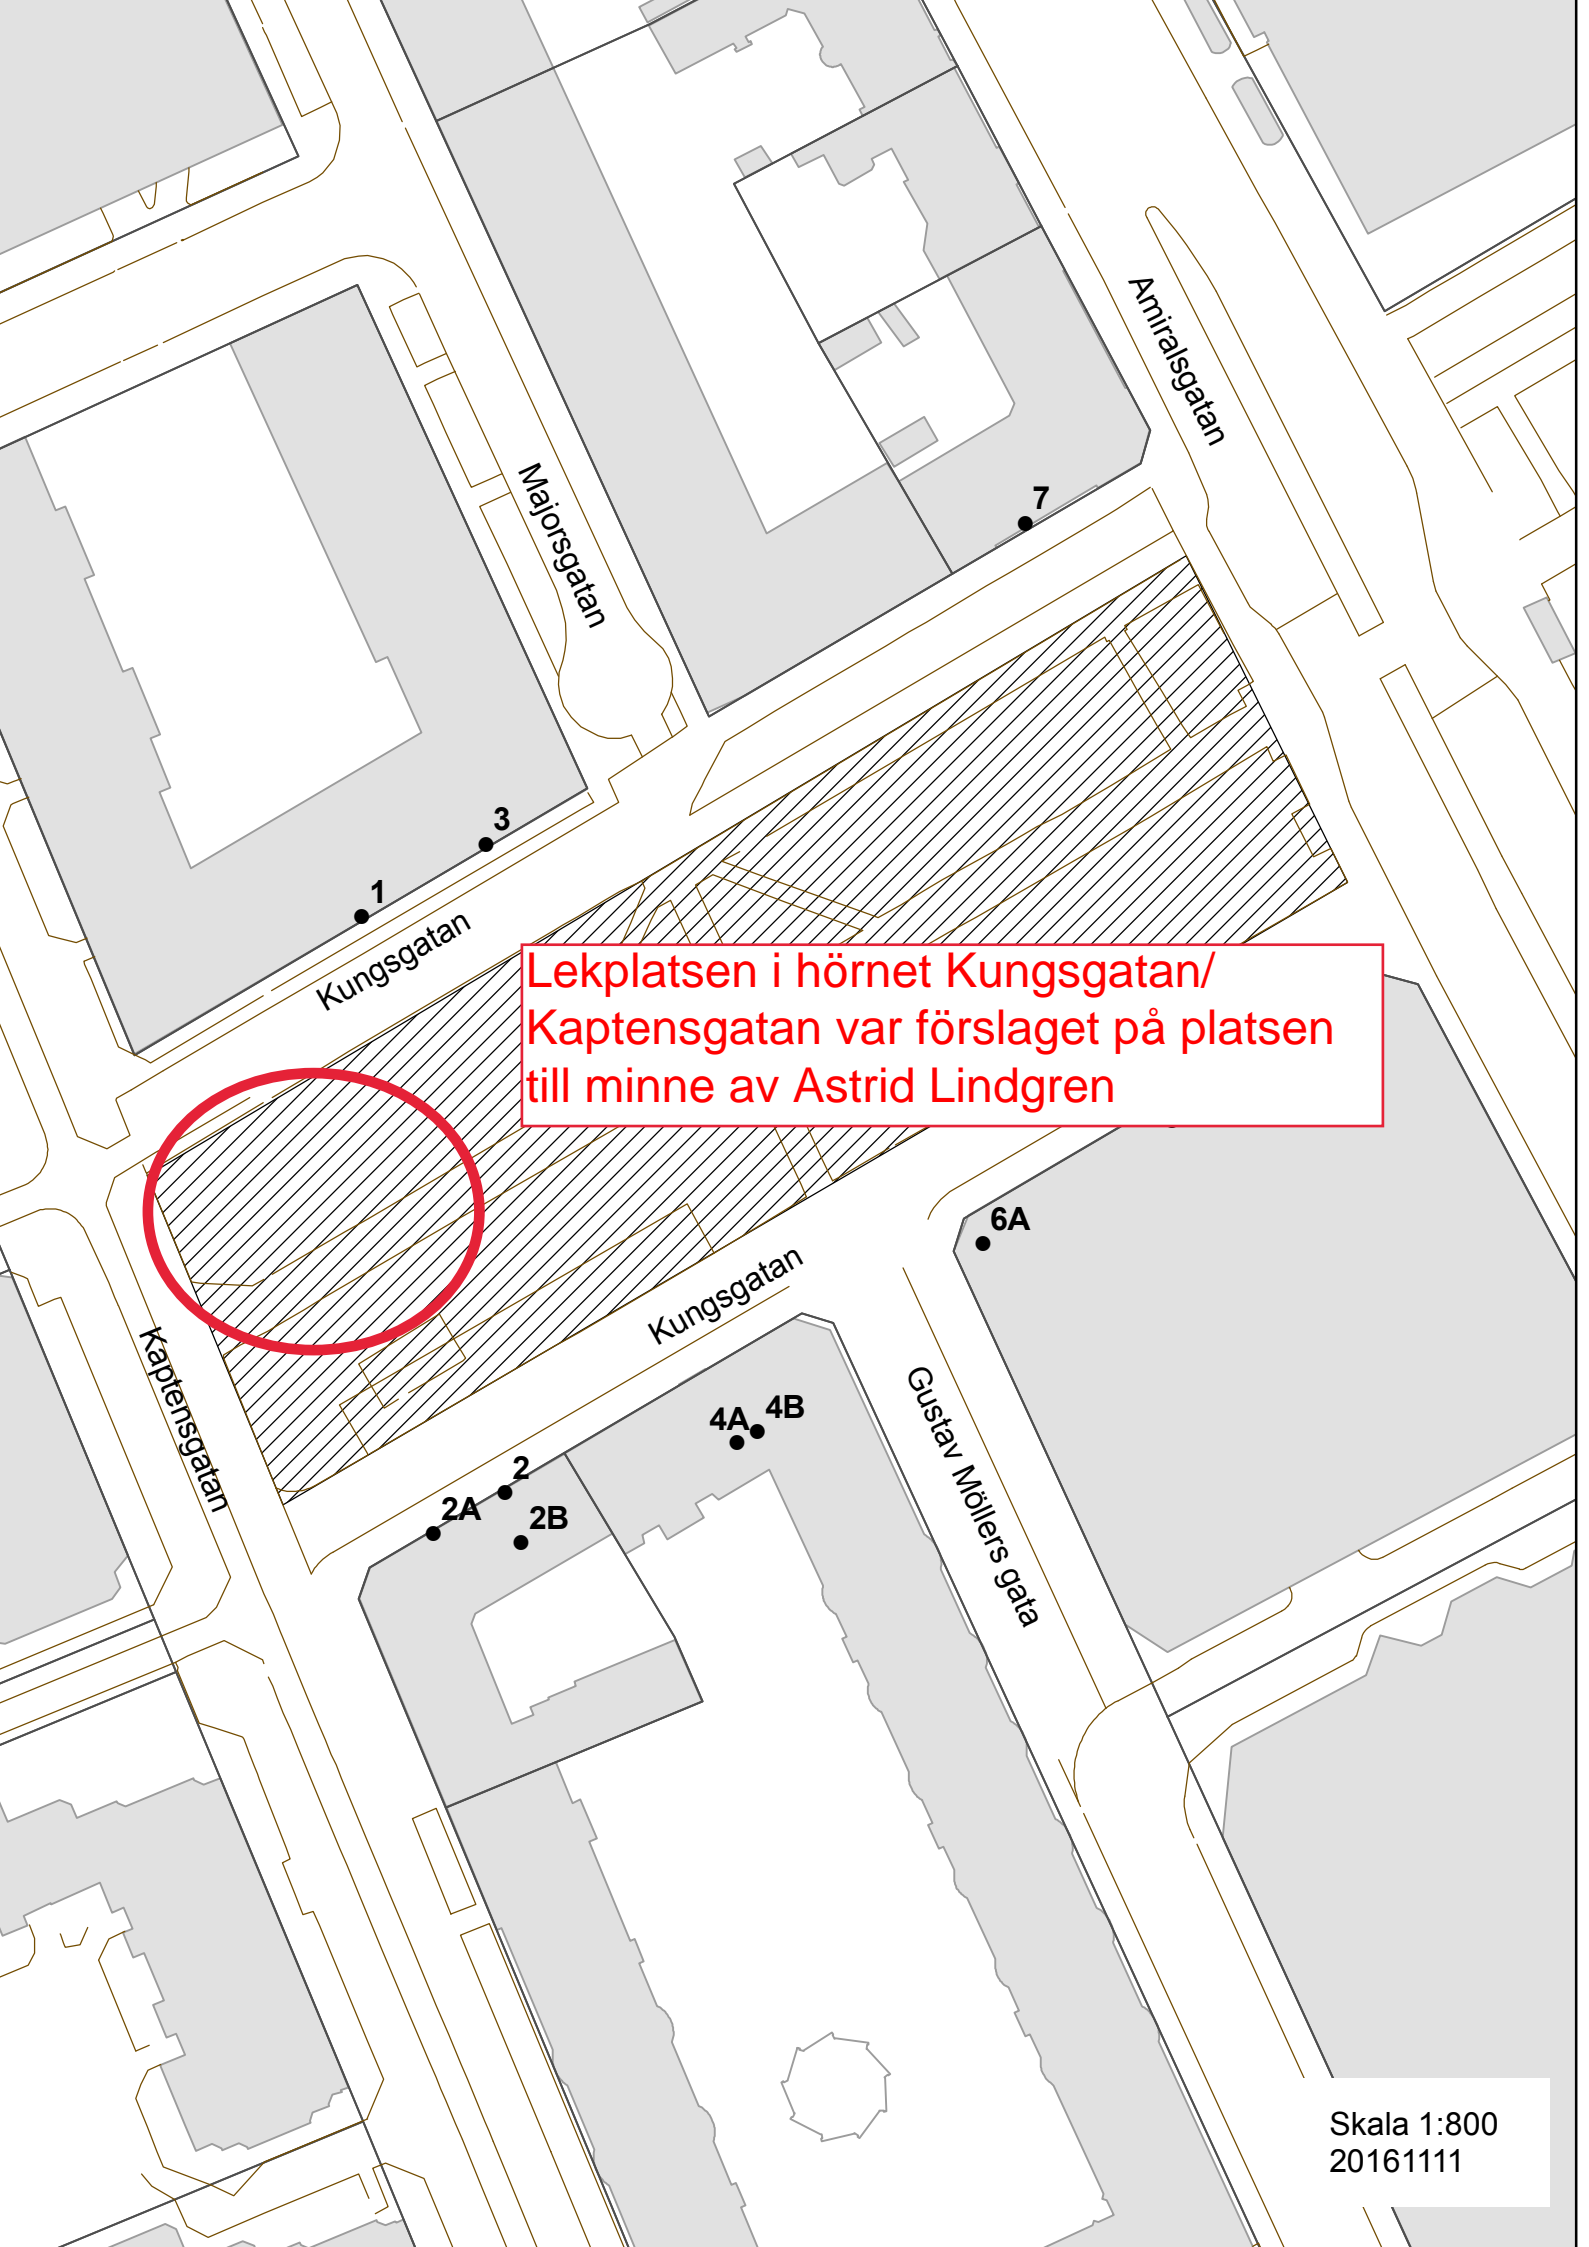 Amiralsgatan
Majorsgatan
7
3
1
Kungsgatan
Lekplatsen i hörnet Kungsgatan/
Kaptensgatan var förslaget på platsen
till minne av Astrid Lindgren
6A
Kungsgatan
Kaptensgatan
Gustav Möllers gata
4A
4B
2
2A
2B
Skala 1:800
20161111